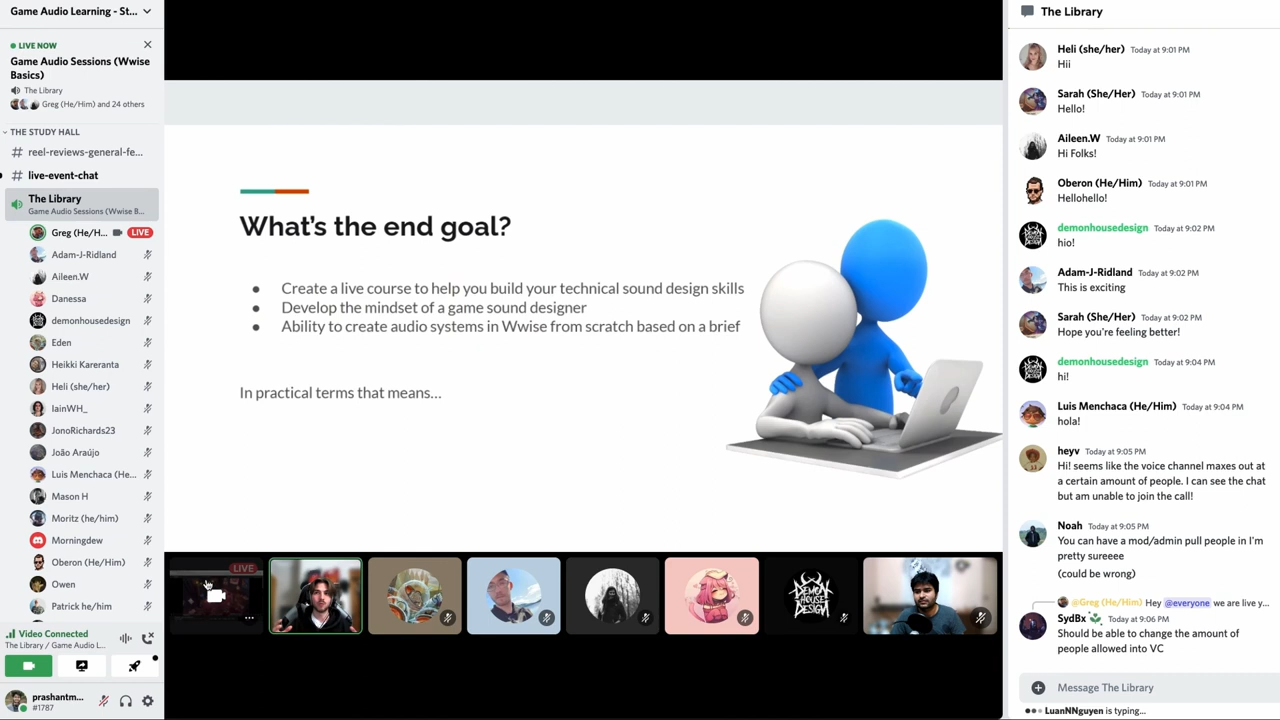 Game Audio Learning - St...
LIVE NOW
Game Audio Sessions (Wwise
Basics)
The Library
Greg (He/Him) and 24 others
THE STUDY HALL
# reel-reviews-general-fe...
# live-event-chat
The Library
Game Audio Sessions (Wwise B...
Greg (He/H... LIVE
Adam-J-Ridland
Aileen.W
Danessa
demonhousedesign
Eden
Heikki Kareranta
Heli (she/her)
IainWH_
JonoRichards23
João Araújo
Luis Menchaca (He...
Mason H
Moritz (he/him)
Morningdew
Oberon (He/Him)
Owen
Patrick he/him
Video Connected
The Library / Game Audio L...
prashantm...
#1787
What's the end goal?
● Create a live course to help you build your technical sound design skills
● Develop the mindset of a game sound designer
● Ability to create audio systems in Wwise from scratch based on a brief
In practical terms that means...
LIVE
DEMON
HOUSE
DESIGN
The Library
Heli (she/her) Today at 9:01 PM
Hii
Sarah (She/Her) Today at 9:01 PM
Hello!
Aileen.W Today at 9:01 PM
Hi Folks!
Oberon (He/Him) Today at 9:01 PM
Hellohello!
demonhousedesign Today at 9:02 PM
hio!
Adam-J-Ridland Today at 9:02 PM
This is exciting
Sarah (She/Her) Today at 9:02 PM
Hope you're feeling better!
demonhousedesign Today at 9:04 PM
hi!
Luis Menchaca (He/Him) Today at 9:04 PM
hola!
heyv Today at 9:05 PM
Hi! seems like the voice channel maxes out at
a certain amount of people. I can see the chat
but am unable to join the call!
Noah Today at 9:05 PM
You can have a mod/admin pull people in I'm
pretty sureeee
(could be wrong)
@Greg (He/Him) Hey @everyone we are live y...
SydBx Today at 9:06 PM
Should be able to change the amount of
people allowed into VC
Message The Library
LuanNNguyen is typing...